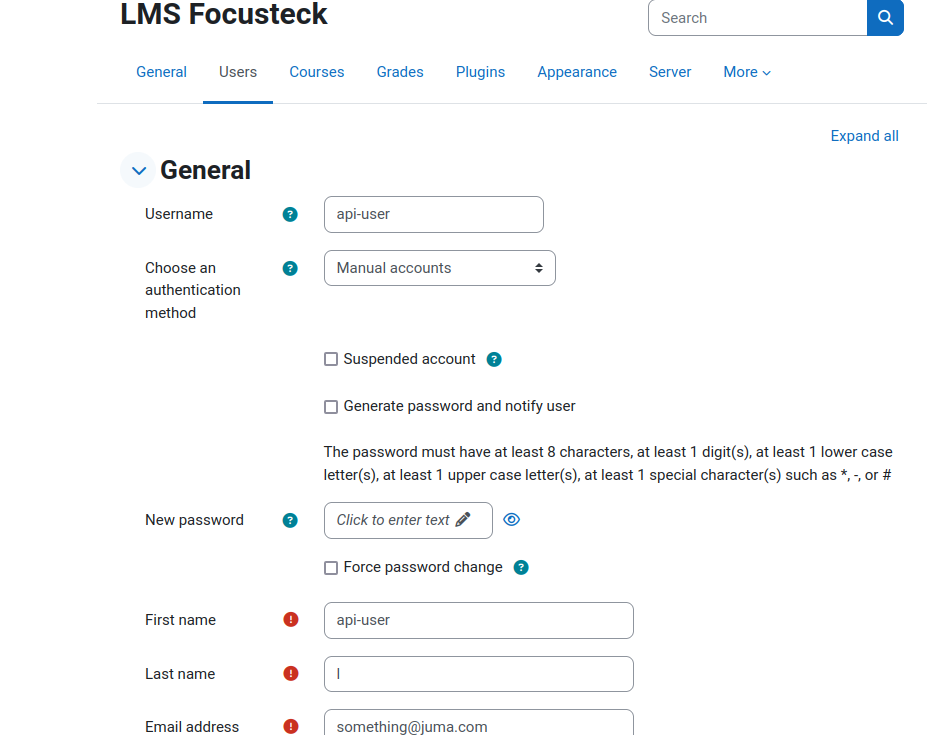 LMS Focusteck
Search
General Users Courses Grades Plugins Appearance Server More
Expand all
General
Username ? api-user
Choose an authentication method ? Manual accounts
Suspended account ?
Generate password and notify user
The password must have at least 8 characters, at least 1 digit(s), at least 1 lower case
letter(s), at least 1 upper case letter(s), at least 1 special character(s) such as *, -, or #
New password ? Click to enter text
Force password change ?
First name ! api-user
Last name ! l
Email address ! something@juma.com